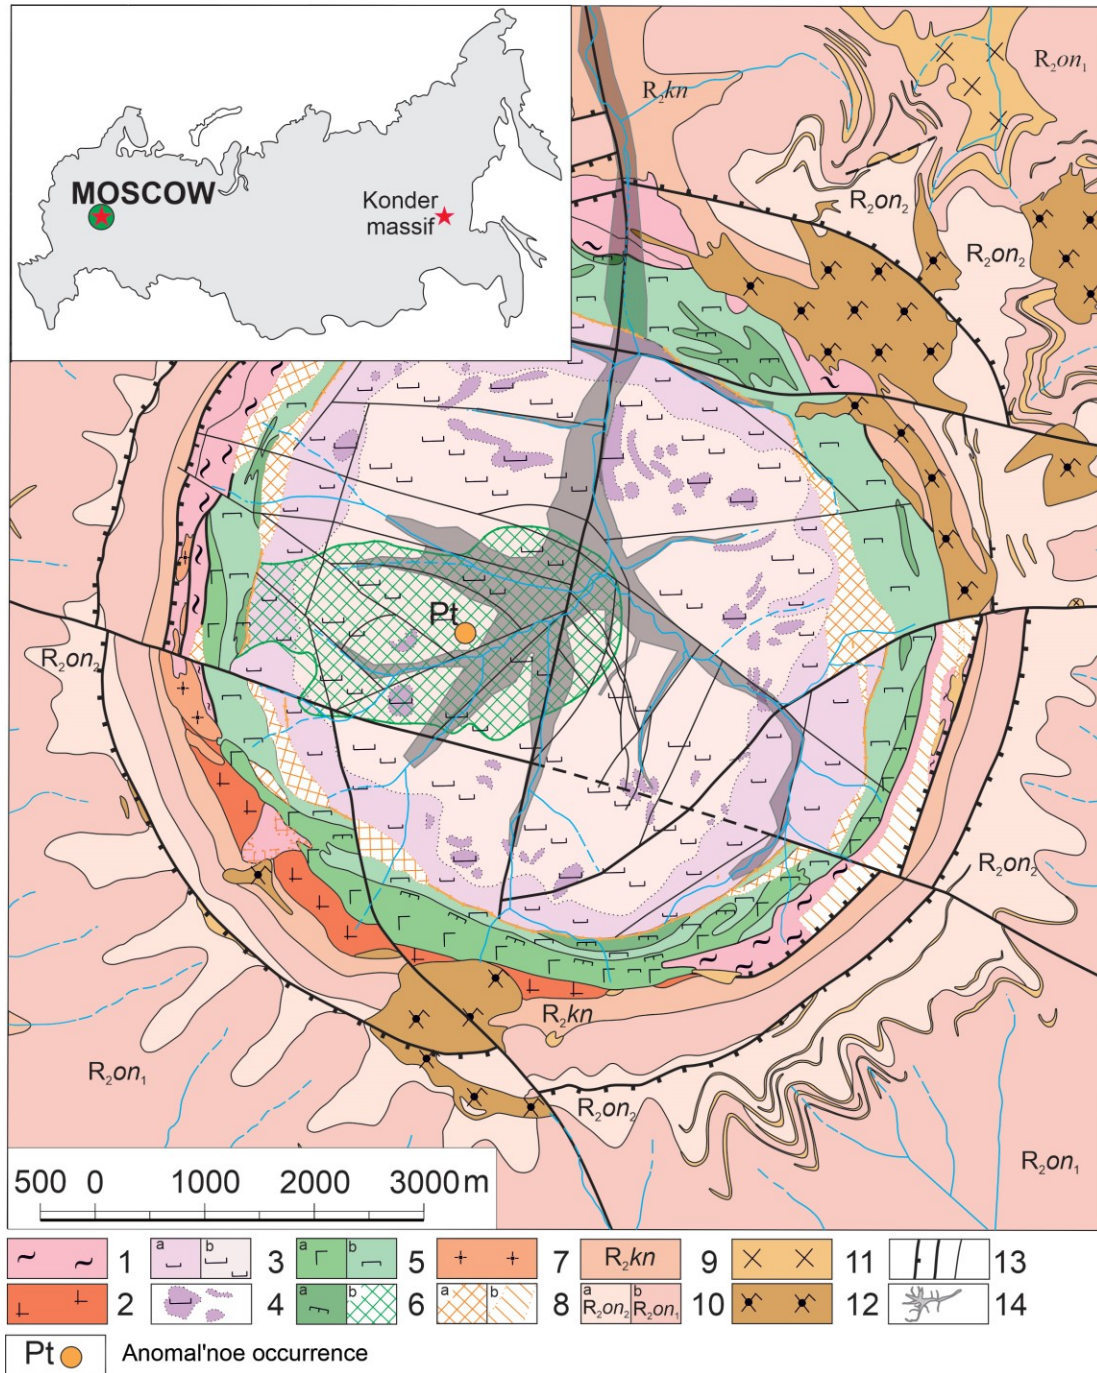 MOSCOW
Konder
massif
R₂kn
R₂on₁
R₂on₂
R₂on₂
R₂on₂
Pt
R₂on₂
R₂kn
R₂on₁
R₂on₂
R₂on₁
500 0 1000 2000 3000 m
1 a b 3 a b 5 7 R₂kn 9 11 13
2 4 a b 6 a b 8 a R₂on₂ b R₂on₁ 10 12 14
Pt Anomal'noe occurrence